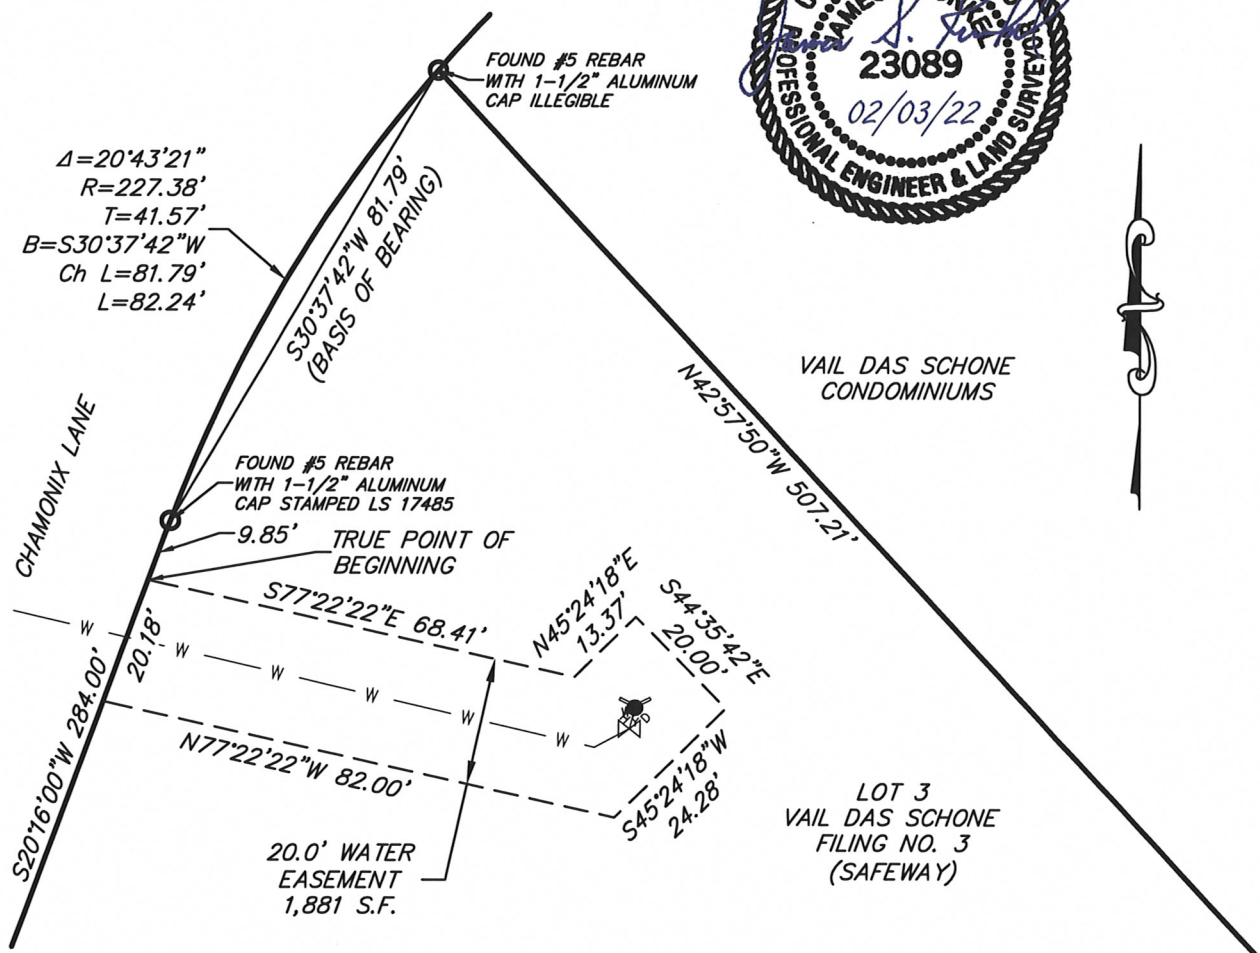 FOUND #5 REBAR
WITH 1-1/2" ALUMINUM
CAP ILLEGIBLE
23089
02/03/22
PROFESSIONAL ENGINEER & LAND SURVEYOR
Δ=20°43'21"
R=227.38'
T=41.57'
B=S30°37'42"W
Ch L=81.79'
L=82.24'
S30°37'42"W 81.79'
(BASIS OF BEARING)
VAIL DAS SCHONE
CONDOMINIUMS
N42°57'50"W 507.21'
CHAMONIX LANE
FOUND #5 REBAR
WITH 1-1/2" ALUMINUM
CAP STAMPED LS 17485
9.85'
TRUE POINT OF
BEGINNING
S77°22'22"E 68.41'
N45°24'18"E
13.37'
S44°35'42"E
20.00'
W
W
W
W
W
W
20.18'
S20°16'00"W 284.00'
N77°22'22"W 82.00'
S45°24'18"W
24.28'
20.0' WATER
EASEMENT
1,881 S.F.
LOT 3
VAIL DAS SCHONE
FILING NO. 3
(SAFEWAY)